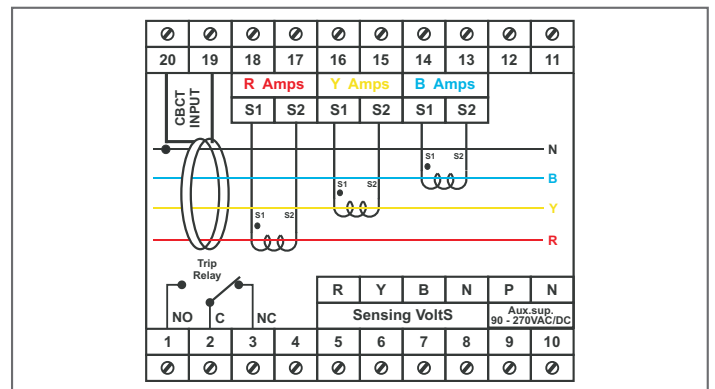 20 19 18 17 16 15 14 13 12 11
CBCT
INPUT
R Amps Y Amps B Amps
S1 S2 S1 S2 S1 S2
N
S1 S2
B
S1 S2
Y
S1 S2
R
Trip
Relay
R Y B N P N
NO C NC
Sensing VoltS
Aux.sup.
90 - 270VAC/DC
1 2 3 4 5 6 7 8 9 10